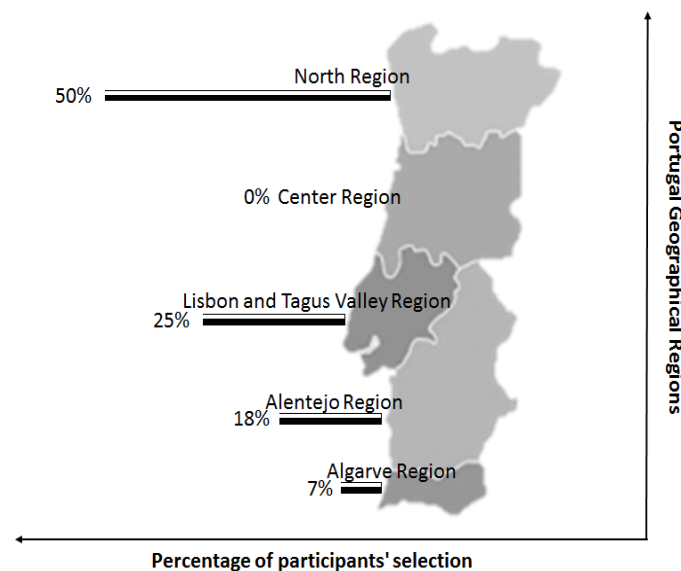 North Region
50%
0% Center Region
Lisbon and Tagus Valley Region
25%
Alentejo Region
18%
Algarve Region
7%
Portugal Geographical Regions
Percentage of participants' selection